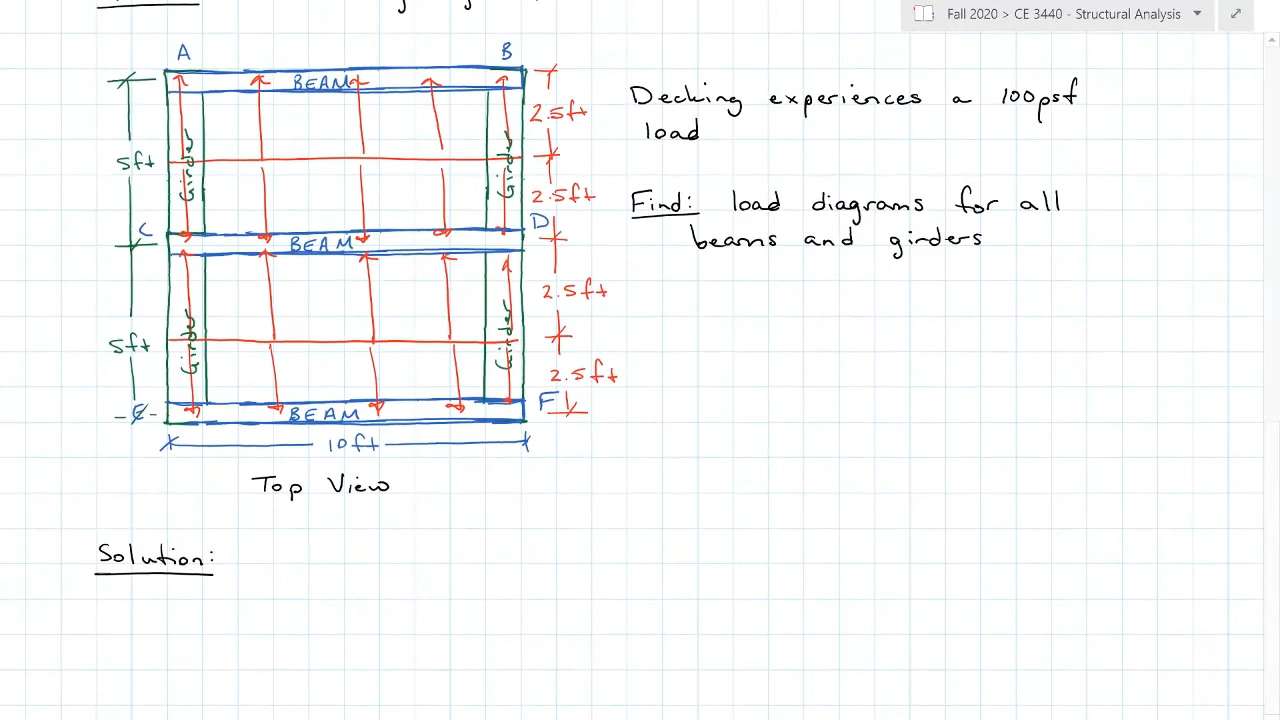 Fall 2020 > CE 3440 - Structural Analysis
A
B
BEAM
2.5ft
Decking experiences a 100psf
load
5ft
Girder
Girder
2.5ft
Find: load diagrams for all
beams and girders
C
D
BEAM
2.5ft
5ft
Girder
Girder
2.5ft
E
F
BEAM
10ft
Top View
Solution: